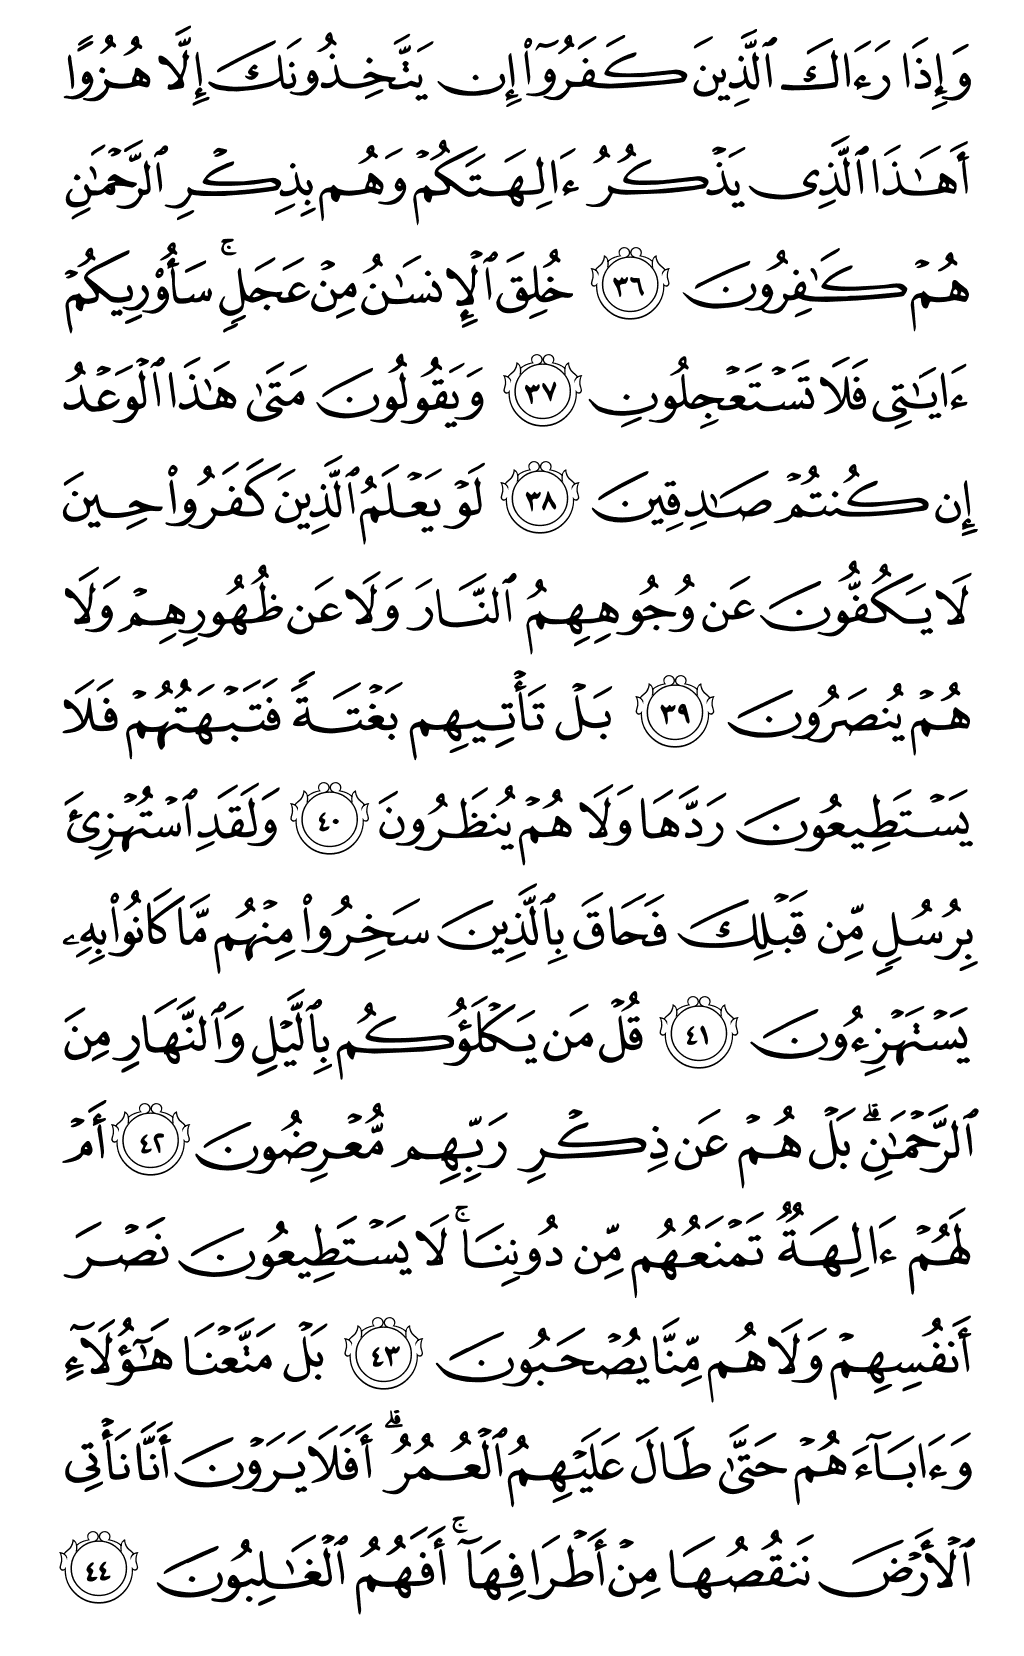 وَإِذَا رَءَاكَ ٱلَّذِينَ كَفَرُوٓا۟ إِن يَتَّخِذُونَكَ إِلَّا هُزُوًا
أَهَـٰذَا ٱلَّذِى يَذْكُرُ ءَالِهَتَكُمْ وَهُم بِذِكْرِ ٱلرَّحْمَـٰنِ
هُمْ كَـٰفِرُونَ ٣٦ خُلِقَ ٱلْإِنسَـٰنُ مِنْ عَجَلٍ ۚ سَأُو۟رِيكُمْ
ءَايَـٰتِى فَلَا تَسْتَعْجِلُونِ ٣٧ وَيَقُولُونَ مَتَىٰ هَـٰذَا ٱلْوَعْدُ
إِن كُنتُمْ صَـٰدِقِينَ ٣٨ لَوْ يَعْلَمُ ٱلَّذِينَ كَفَرُوا۟ حِينَ
لَا يَكُفُّونَ عَن وُجُوهِهِمُ ٱلنَّارَ وَلَا عَن ظُهُورِهِمْ وَلَا
هُمْ يُنصَرُونَ ٣٩ بَلْ تَأْتِيهِم بَغْتَةً فَتَبْهَتُهُمْ فَلَا
يَسْتَطِيعُونَ رَدَّهَا وَلَا هُمْ يُنظَرُونَ ٤٠ وَلَقَدِ ٱسْتُهْزِئَ
بِرُسُلٍ مِّن قَبْلِكَ فَحَاقَ بِٱلَّذِينَ سَخِرُوا۟ مِنْهُم مَّا كَانُوا۟ بِهِۦ
يَسْتَهْزِءُونَ ٤١ قُلْ مَن يَكْلَؤُكُم بِٱلَّيْلِ وَٱلنَّهَارِ مِنَ
ٱلرَّحْمَـٰنِ ۗ بَلْ هُمْ عَن ذِكْرِ رَبِّهِم مُّعْرِضُونَ ٤٢ أَمْ
لَهُمْ ءَالِهَةٌ تَمْنَعُهُم مِّن دُونِنَا ۚ لَا يَسْتَطِيعُونَ نَصْرَ
أَنفُسِهِمْ وَلَا هُم مِّنَّا يُصْحَبُونَ ٤٣ بَلْ مَتَّعْنَا هَـٰٓؤُلَآءِ
وَءَابَآءَهُمْ حَتَّىٰ طَالَ عَلَيْهِمُ ٱلْعُمُرُ ۗ أَفَلَا يَرَوْنَ أَنَّا نَأْتِى
ٱلْأَرْضَ نَنقُصُهَا مِنْ أَطْرَافِهَآ ۚ أَفَهُمُ ٱلْغَـٰلِبُونَ ٤٤